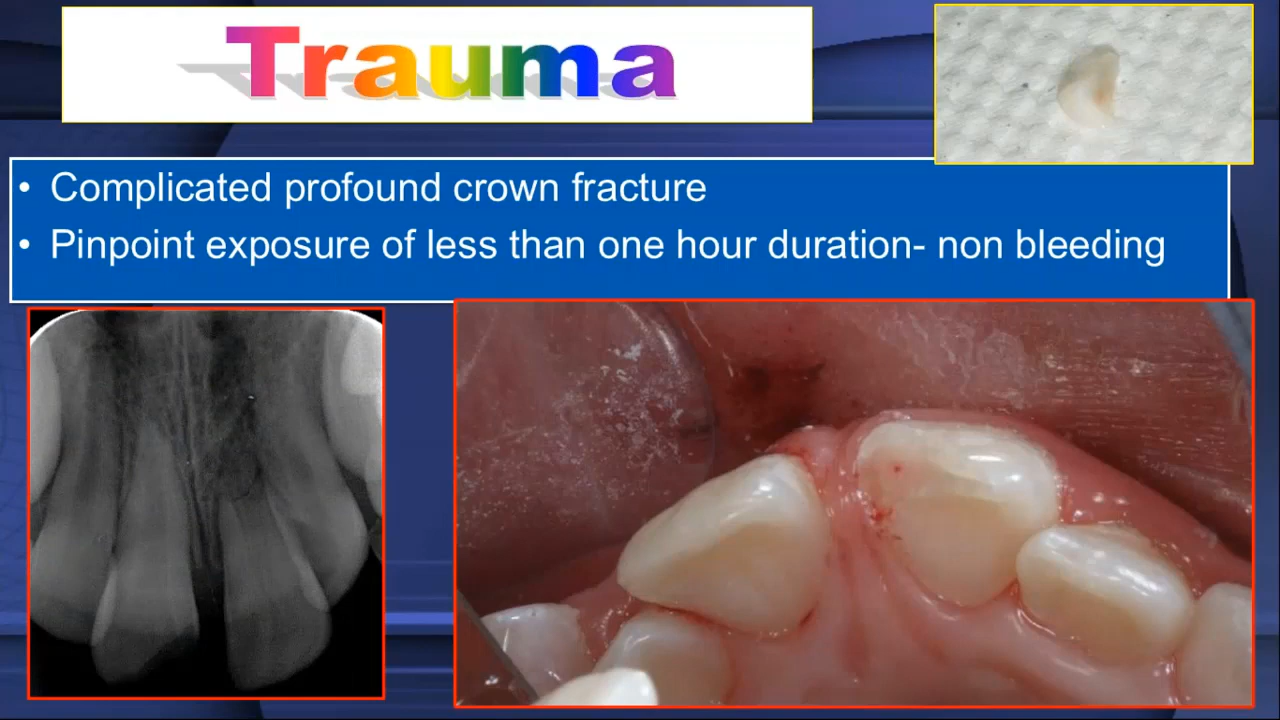 Trauma
• Complicated profound crown fracture
• Pinpoint exposure of less than one hour duration- non bleeding